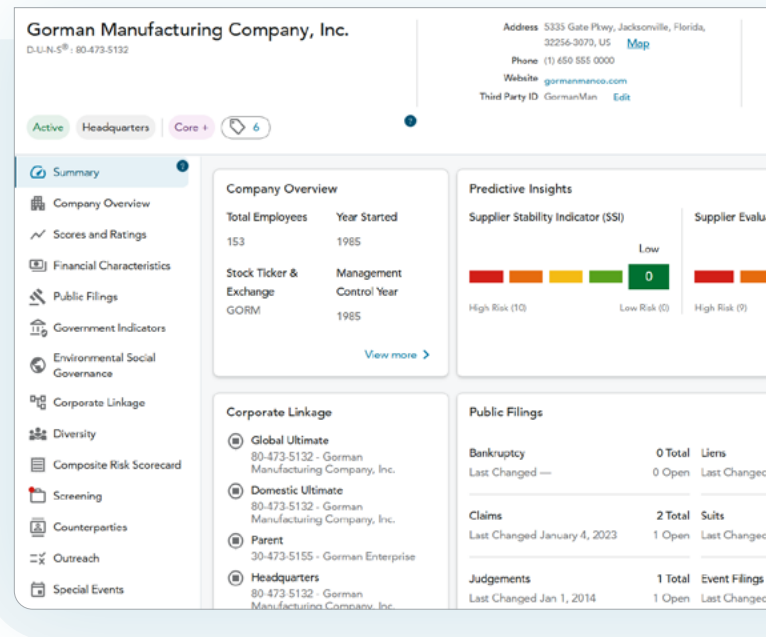 Gorman Manufacturing Company, Inc.
D-U-N-S® : 80-473-5132
Address 5335 Gate Pkwy, Jacksonville, Florida,
32256-3070, US Map
Phone (1) 650 555 0000
Website gormanmanco.com
Third Party ID GormanMan Edit
Active Headquarters Core + 6 ?
Summary ?
Company Overview
Scores and Ratings
Financial Characteristics
Public Filings
Government Indicators
Environmental Social
Governance
Corporate Linkage
Diversity
Composite Risk Scorecard
Screening
Counterparties
Outreach
Special Events
Company Overview
Total Employees Year Started
153 1985
Stock Ticker & Management
Exchange Control Year
GORM 1985
View more
Predictive Insights
Supplier Stability Indicator (SSI) Supplier Evalua
Low
0
High Risk (10) Low Risk (0) High Risk (9)
Corporate Linkage
Global Ultimate
80-473-5132 - Gorman
Manufacturing Company, Inc.
Domestic Ultimate
80-473-5132 - Gorman
Manufacturing Company, Inc.
Parent
30-473-5155 - Gorman Enterprise
Headquarters
80-473-5132 - Gorman
Manufacturing Company, Inc.
Public Filings
Bankruptcy 0 Total Liens
Last Changed — 0 Open Last Changed
Claims 2 Total Suits
Last Changed January 4, 2023 1 Open Last Changed
Judgements 1 Total Event Filings
Last Changed Jan 1, 2014 1 Open Last Changed